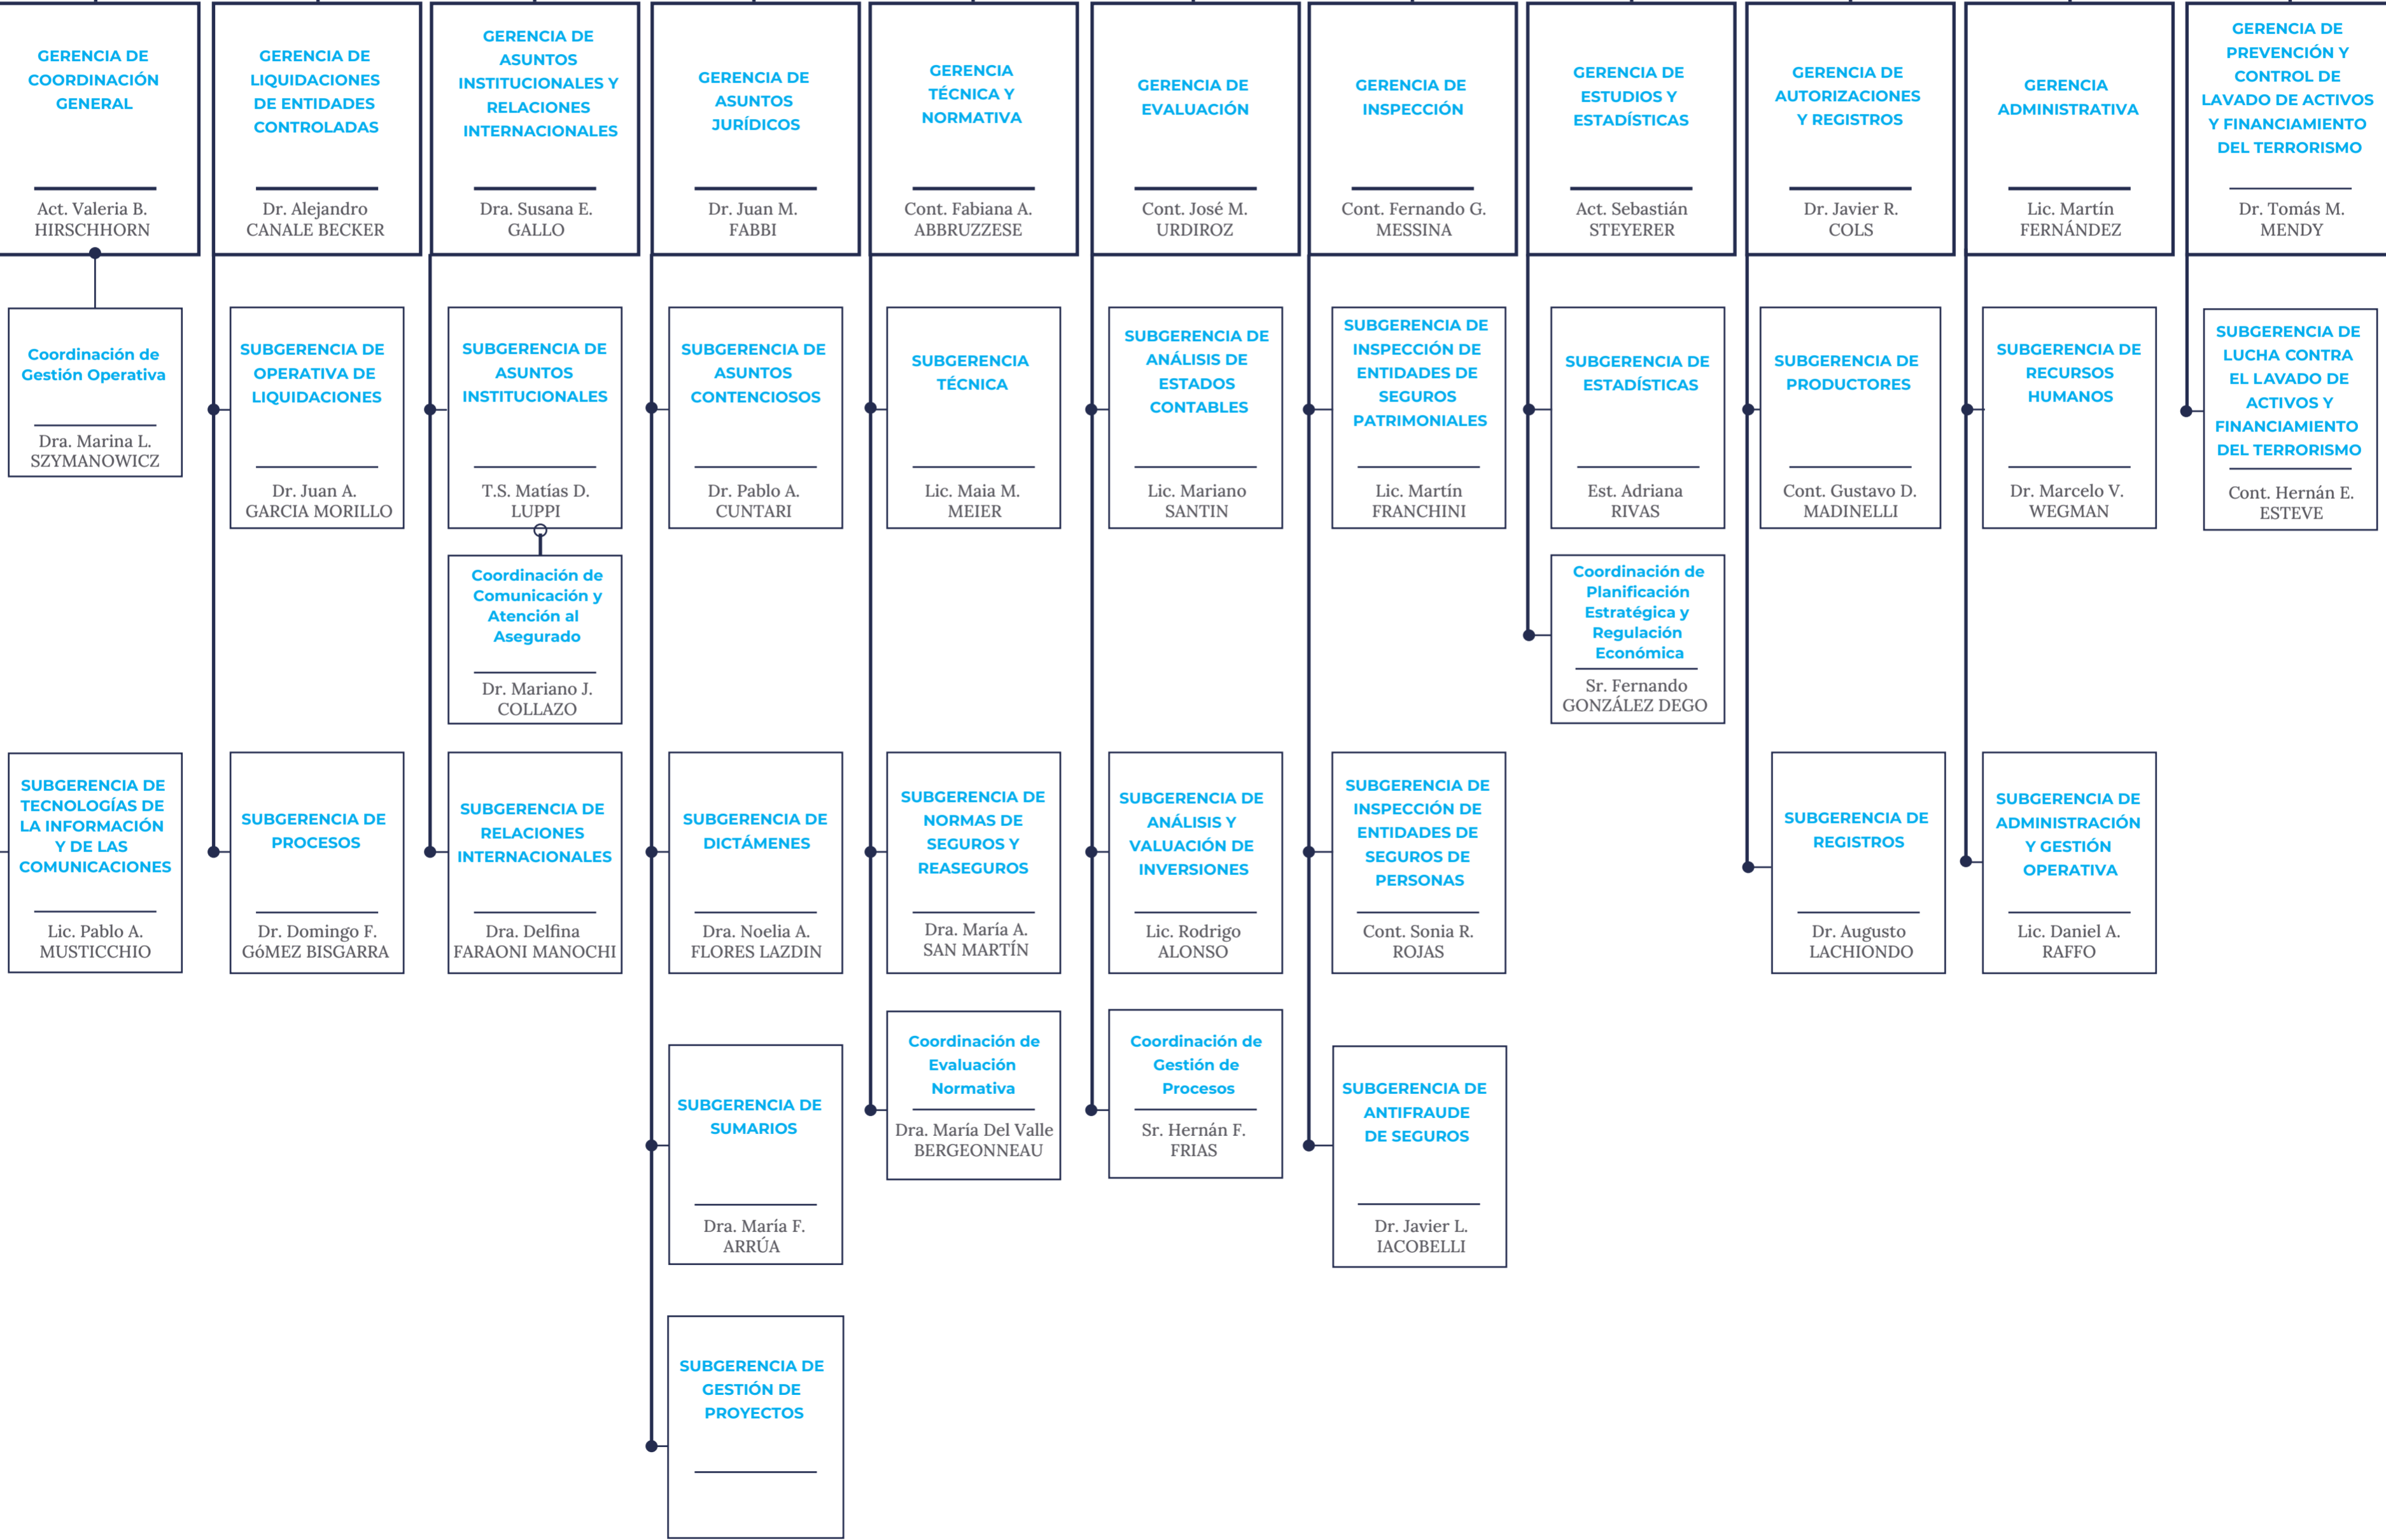 GERENCIA DE
COORDINACIÓN
GENERAL
Act. Valeria B.
HIRSCHHORN
Coordinación de
Gestión Operativa
Dra. Marina L.
SZYMANOWICZ
SUBGERENCIA DE
TECNOLOGÍAS DE
LA INFORMACIÓN
Y DE LAS
COMUNICACIONES
Lic. Pablo A.
MUSTICCHIO
GERENCIA DE
LIQUIDACIONES
DE ENTIDADES
CONTROLADAS
Dr. Alejandro
CANALE BECKER
SUBGERENCIA DE
OPERATIVA DE
LIQUIDACIONES
Dr. Juan A.
GARCIA MORILLO
SUBGERENCIA DE
PROCESOS
Dr. Domingo F.
GóMEZ BISGARRA
GERENCIA DE
ASUNTOS
INSTITUCIONALES Y
RELACIONES
INTERNACIONALES
Dra. Susana E.
GALLO
SUBGERENCIA DE
ASUNTOS
INSTITUCIONALES
T.S. Matías D.
LUPPI
Coordinación de
Comunicación y
Atención al
Asegurado
Dr. Mariano J.
COLLAZO
SUBGERENCIA DE
RELACIONES
INTERNACIONALES
Dra. Delfina
FARAONI MANOCHI
GERENCIA DE
ASUNTOS
JURÍDICOS
Dr. Juan M.
FABBI
SUBGERENCIA DE
ASUNTOS
CONTENCIOSOS
Dr. Pablo A.
CUNTARI
SUBGERENCIA DE
DICTÁMENES
Dra. Noelia A.
FLORES LAZDIN
SUBGERENCIA DE
SUMARIOS
Dra. María F.
ARRÚA
SUBGERENCIA DE
GESTIÓN DE
PROYECTOS
GERENCIA
TÉCNICA Y
NORMATIVA
Cont. Fabiana A.
ABBRUZZESE
SUBGERENCIA
TÉCNICA
Lic. Maia M.
MEIER
SUBGERENCIA DE
NORMAS DE
SEGUROS Y
REASEGUROS
Dra. María A.
SAN MARTÍN
Coordinación de
Evaluación
Normativa
Dra. María Del Valle
BERGEONNEAU
GERENCIA DE
EVALUACIÓN
Cont. José M.
URDIROZ
SUBGERENCIA DE
ANÁLISIS DE
ESTADOS
CONTABLES
Lic. Mariano
SANTIN
SUBGERENCIA DE
ANÁLISIS Y
VALUACIÓN DE
INVERSIONES
Lic. Rodrigo
ALONSO
Coordinación de
Gestión de
Procesos
Sr. Hernán F.
FRIAS
GERENCIA DE
INSPECCIÓN
Cont. Fernando G.
MESSINA
SUBGERENCIA DE
INSPECCIÓN DE
ENTIDADES DE
SEGUROS
PATRIMONIALES
Lic. Martín
FRANCHINI
SUBGERENCIA DE
INSPECCIÓN DE
ENTIDADES DE
SEGUROS DE
PERSONAS
Cont. Sonia R.
ROJAS
SUBGERENCIA DE
ANTIFRAUDE
DE SEGUROS
Dr. Javier L.
IACOBELLI
GERENCIA DE
ESTUDIOS Y
ESTADÍSTICAS
Act. Sebastián
STEYERER
SUBGERENCIA DE
ESTADÍSTICAS
Est. Adriana
RIVAS
Coordinación de
Planificación
Estratégica y
Regulación
Económica
Sr. Fernando
GONZÁLEZ DEGO
GERENCIA DE
AUTORIZACIONES
Y REGISTROS
Dr. Javier R.
COLS
SUBGERENCIA DE
PRODUCTORES
Cont. Gustavo D.
MADINELLI
SUBGERENCIA DE
REGISTROS
Dr. Augusto
LACHIONDO
GERENCIA
ADMINISTRATIVA
Lic. Martín
FERNÁNDEZ
SUBGERENCIA DE
RECURSOS
HUMANOS
Dr. Marcelo V.
WEGMAN
SUBGERENCIA DE
ADMINISTRACIÓN
Y GESTIÓN
OPERATIVA
Lic. Daniel A.
RAFFO
GERENCIA DE
PREVENCIÓN Y
CONTROL DE
LAVADO DE ACTIVOS
Y FINANCIAMIENTO
DEL TERRORISMO
Dr. Tomás M.
MENDY
SUBGERENCIA DE
LUCHA CONTRA
EL LAVADO DE
ACTIVOS Y
FINANCIAMIENTO
DEL TERRORISMO
Cont. Hernán E.
ESTEVE